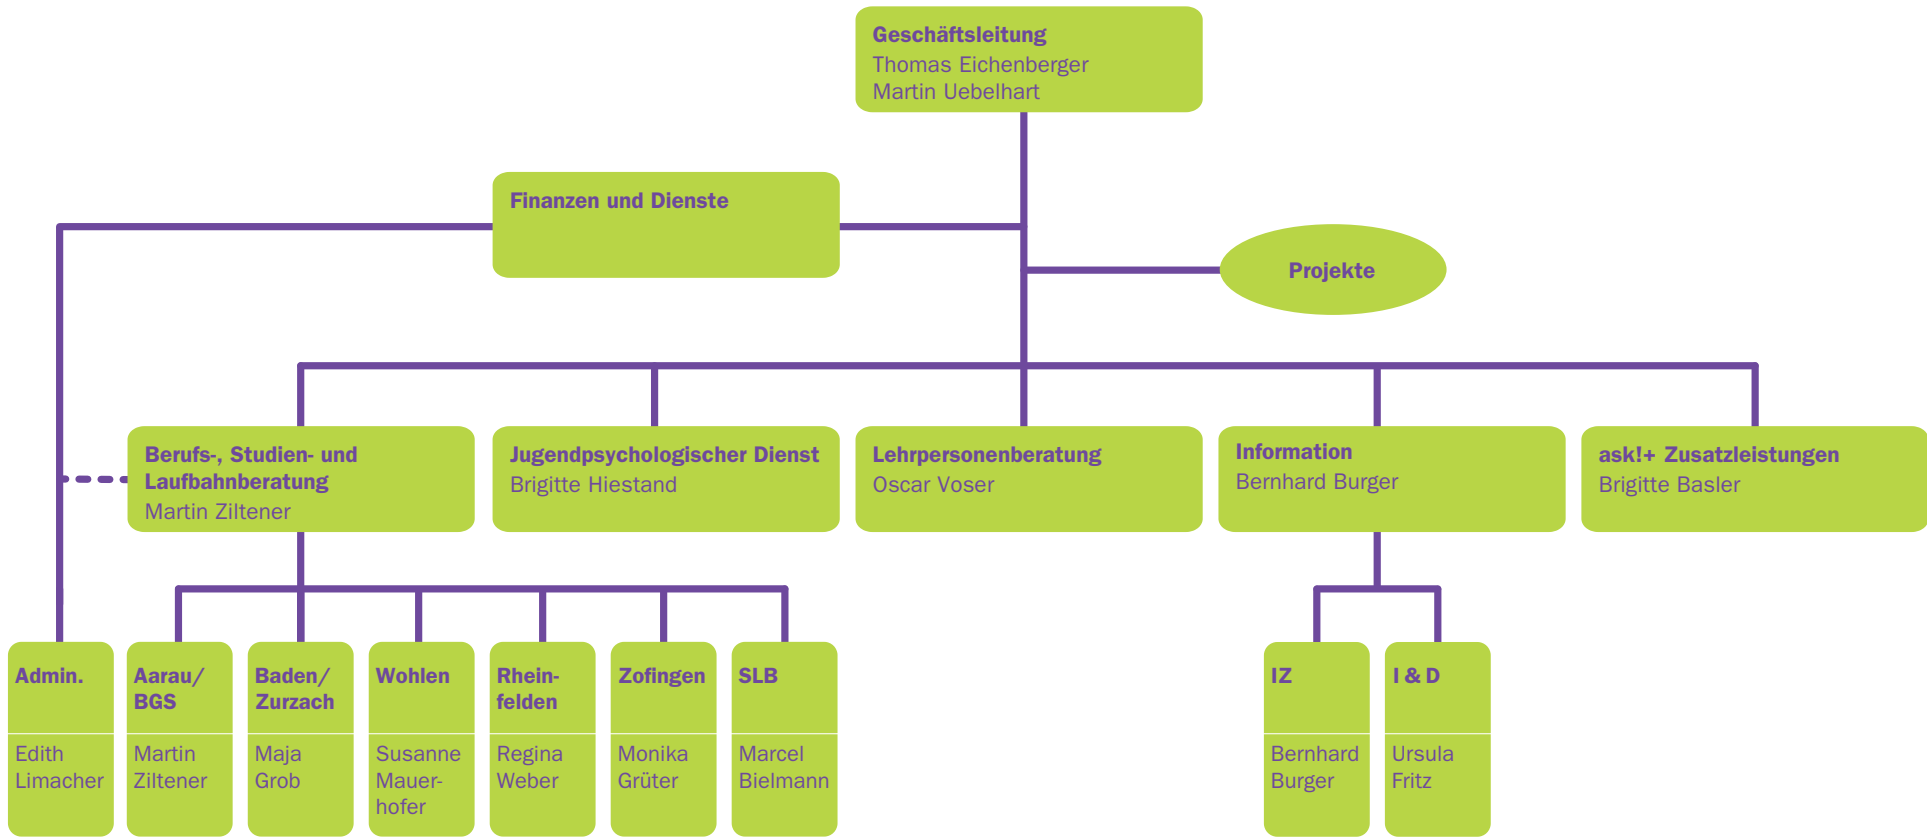 Geschäftsleitung
Thomas Eichenberger
Martin Uebelhart
Finanzen und Dienste
Projekte
Berufs-, Studien- und
Laufbahnberatung
Martin Ziltener
Jugendpsychologischer Dienst
Brigitte Hiestand
Lehrpersonenberatung
Oscar Voser
Information
Bernhard Burger
ask!+ Zusatzleistungen
Brigitte Basler
Admin.
Edith
Limacher
Aarau/
BGS
Martin
Ziltener
Baden/
Zurzach
Maja
Grob
Wohlen
Susanne
Mauer-
hofer
Rhein-
felden
Regina
Weber
Zofingen
Monika
Grüter
SLB
Marcel
Bielmann
IZ
Bernhard
Burger
I & D
Ursula
Fritz